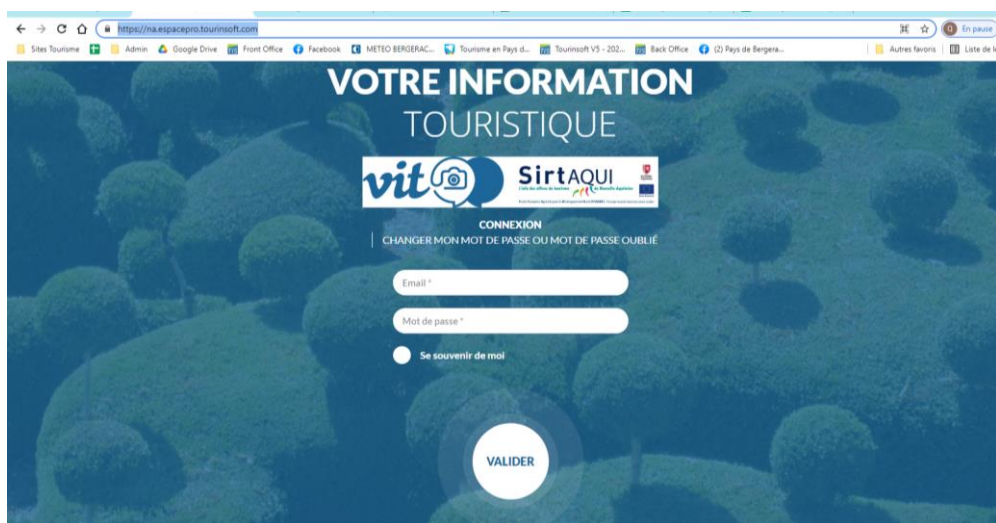 https://na.espacepro.tourinsoft.com
En pause
Sites Tourisme
Admin
Google Drive
Front Office
Facebook
METEO BERGERAC...
Tourisme en Pays d...
Tourinsoft V5 - 202...
Back Office
(2) Pays de Bergera...
Autres favoris
Liste de le
VOTRE INFORMATION
TOURISTIQUE
vit
SirtAQUI
CONNEXION
CHANGER MON MOT DE PASSE OU MOT DE PASSE OUBLIÉ
Email *
Mot de passe *
Se souvenir de moi
VALIDER